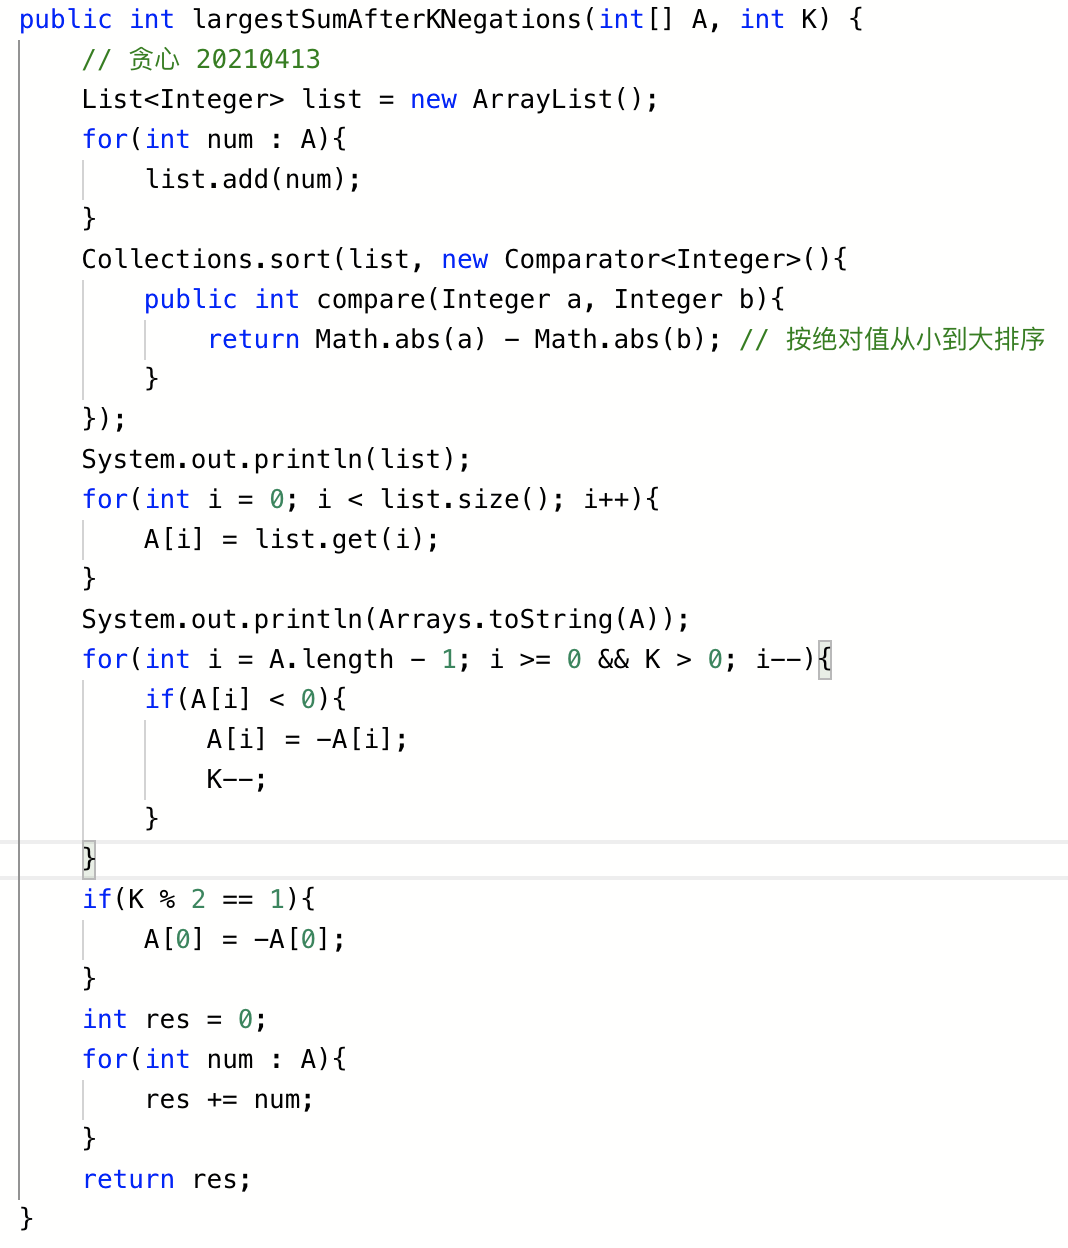 public int largestSumAfterKNegations(int[] A, int K) {
    // 贪心 20210413
    List<Integer> list = new ArrayList();
    for(int num : A){
        list.add(num);
    }
    Collections.sort(list, new Comparator<Integer>(){
        public int compare(Integer a, Integer b){
            return Math.abs(a) - Math.abs(b); // 按绝对值从小到大排序
        }
    });
    System.out.println(list);
    for(int i = 0; i < list.size(); i++){
        A[i] = list.get(i);
    }
    System.out.println(Arrays.toString(A));
    for(int i = A.length - 1; i >= 0 && K > 0; i--){
        if(A[i] < 0){
            A[i] = -A[i];
            K--;
        }
    }
    if(K % 2 == 1){
        A[0] = -A[0];
    }
    int res = 0;
    for(int num : A){
        res += num;
    }
    return res;
}